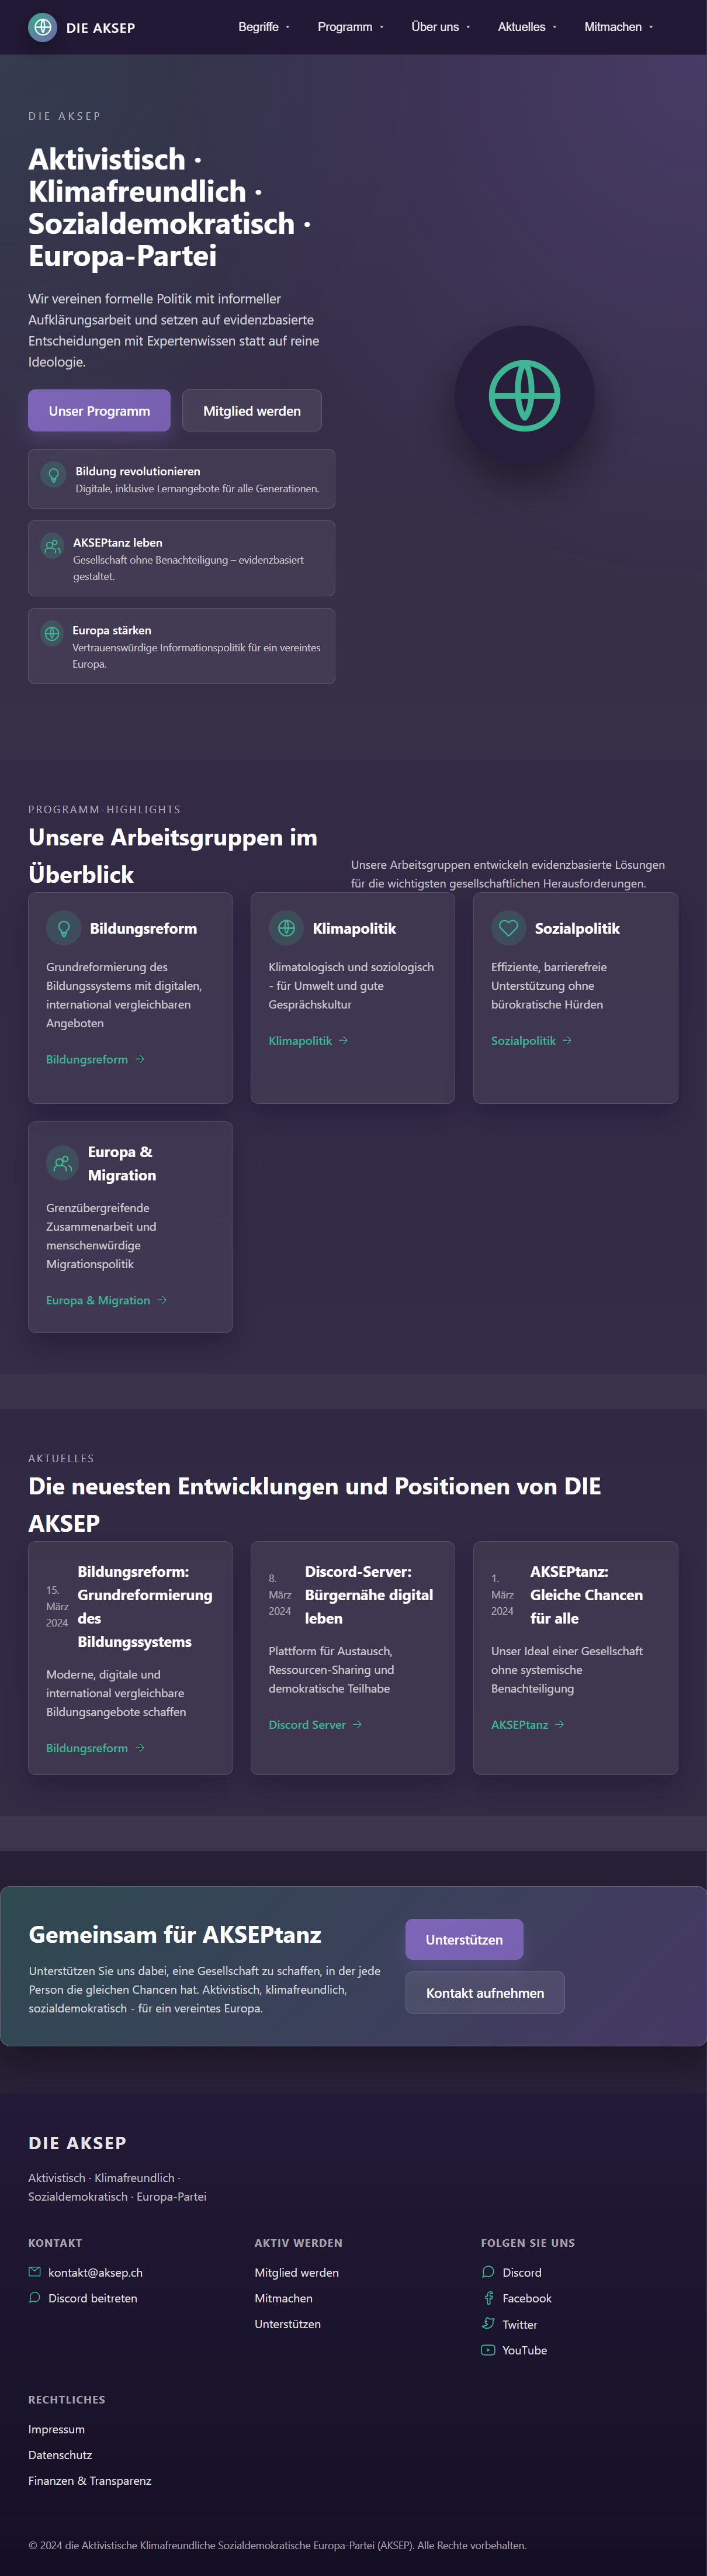 DIE AKSEP
Begriffe
Programm
Über uns
Aktuelles
Mitmachen
DIE AKSEP
Aktivistisch ·
Klimafreundlich ·
Sozialdemokratisch ·
Europa-Partei
Wir vereinen formelle Politik mit informeller
Aufklärungsarbeit und setzen auf evidenzbasierte
Entscheidungen mit Expertenwissen statt auf reine
Ideologie.
Unser Programm
Mitglied werden
Bildung revolutionieren
Digitale, inklusive Lernangebote für alle Generationen.
AKSEPtanz leben
Gesellschaft ohne Benachteiligung – evidenzbasiert
gestaltet.
Europa stärken
Vertrauenswürdige Informationspolitik für ein vereintes
Europa.
PROGRAMM-HIGHLIGHTS
Unsere Arbeitsgruppen im
Überblick
Unsere Arbeitsgruppen entwickeln evidenzbasierte Lösungen
für die wichtigsten gesellschaftlichen Herausforderungen.
Bildungsreform
Grundreformierung des
Bildungssystems mit digitalen,
international vergleichbaren
Angeboten
Bildungsreform →
Klimapolitik
Klimatologisch und soziologisch
- für Umwelt und gute
Gesprächskultur
Klimapolitik →
Sozialpolitik
Effiziente, barrierefreie
Unterstützung ohne
bürokratische Hürden
Sozialpolitik →
Europa &
Migration
Grenzübergreifende
Zusammenarbeit und
menschenwürdige
Migrationspolitik
Europa & Migration →
AKTUELLES
Die neuesten Entwicklungen und Positionen von DIE
AKSEP
15.
März
2024
Bildungsreform:
Grundreformierung
des
Bildungssystems
Moderne, digitale und
international vergleichbare
Bildungsangebote schaffen
Bildungsreform →
8.
März
2024
Discord-Server:
Bürgernähe digital
leben
Plattform für Austausch,
Ressourcen-Sharing und
demokratische Teilhabe
Discord Server →
1.
März
2024
AKSEPtanz:
Gleiche Chancen
für alle
Unser Ideal einer Gesellschaft
ohne systemische
Benachteiligung
AKSEPtanz →
Gemeinsam für AKSEPtanz
Unterstützen Sie uns dabei, eine Gesellschaft zu schaffen, in der jede
Person die gleichen Chancen hat. Aktivistisch, klimafreundlich,
sozialdemokratisch - für ein vereintes Europa.
Unterstützen
Kontakt aufnehmen
DIE AKSEP
Aktivistisch · Klimafreundlich ·
Sozialdemokratisch · Europa-Partei
KONTAKT
kontakt@aksep.ch
Discord beitreten
AKTIV WERDEN
Mitglied werden
Mitmachen
Unterstützen
FOLGEN SIE UNS
Discord
Facebook
Twitter
YouTube
RECHTLICHES
Impressum
Datenschutz
Finanzen & Transparenz
© 2024 die Aktivistische Klimafreundliche Sozialdemokratische Europa-Partei (AKSEP). Alle Rechte vorbehalten.